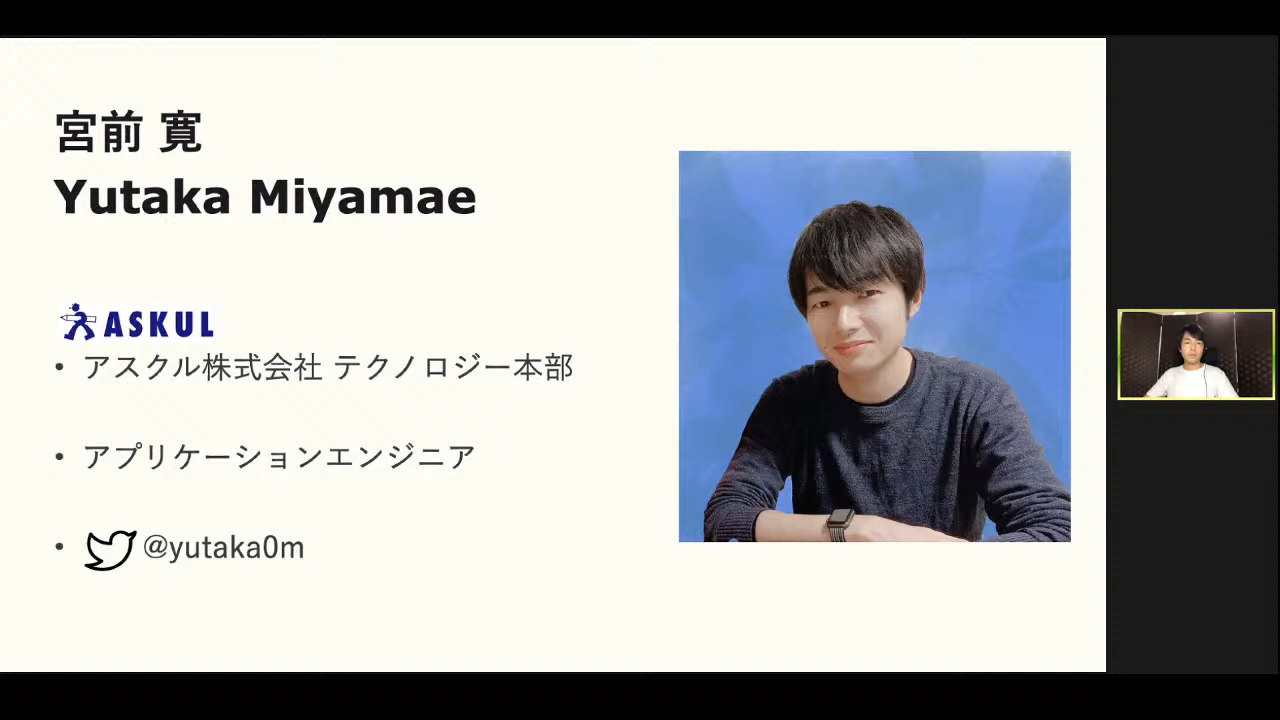 宮前 寛
Yutaka Miyamae
ASKUL
• アスクル株式会社 テクノロジー本部
• アプリケーションエンジニア
• @yutaka0m